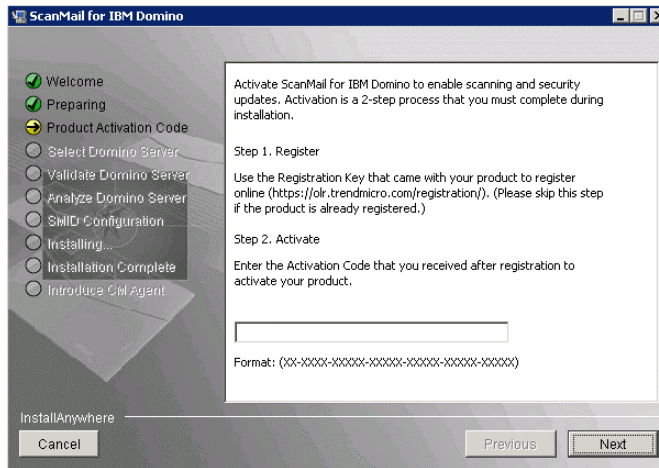 ScanMail for IBM Domino
Welcome
Preparing
Product Activation Code
Select Domino Server
Validate Domino Server
Analyze Domino Server
SMID Configuration
Installing...
Installation Complete
Introduce CM Agent
Activate ScanMail for IBM Domino to enable scanning and security
updates. Activation is a 2-step process that you must complete during
installation.
Step 1. Register
Use the Registration Key that came with your product to register
online (https://olr.trendmicro.com/registration/). (Please skip this step
if the product is already registered.)
Step 2. Activate
Enter the Activation Code that you received after registration to
activate your product.
Format: (XX-XXXX-XXXXX-XXXXX-XXXXX-XXXXX-XXXXX)
InstallAnywhere
Cancel
Previous
Next